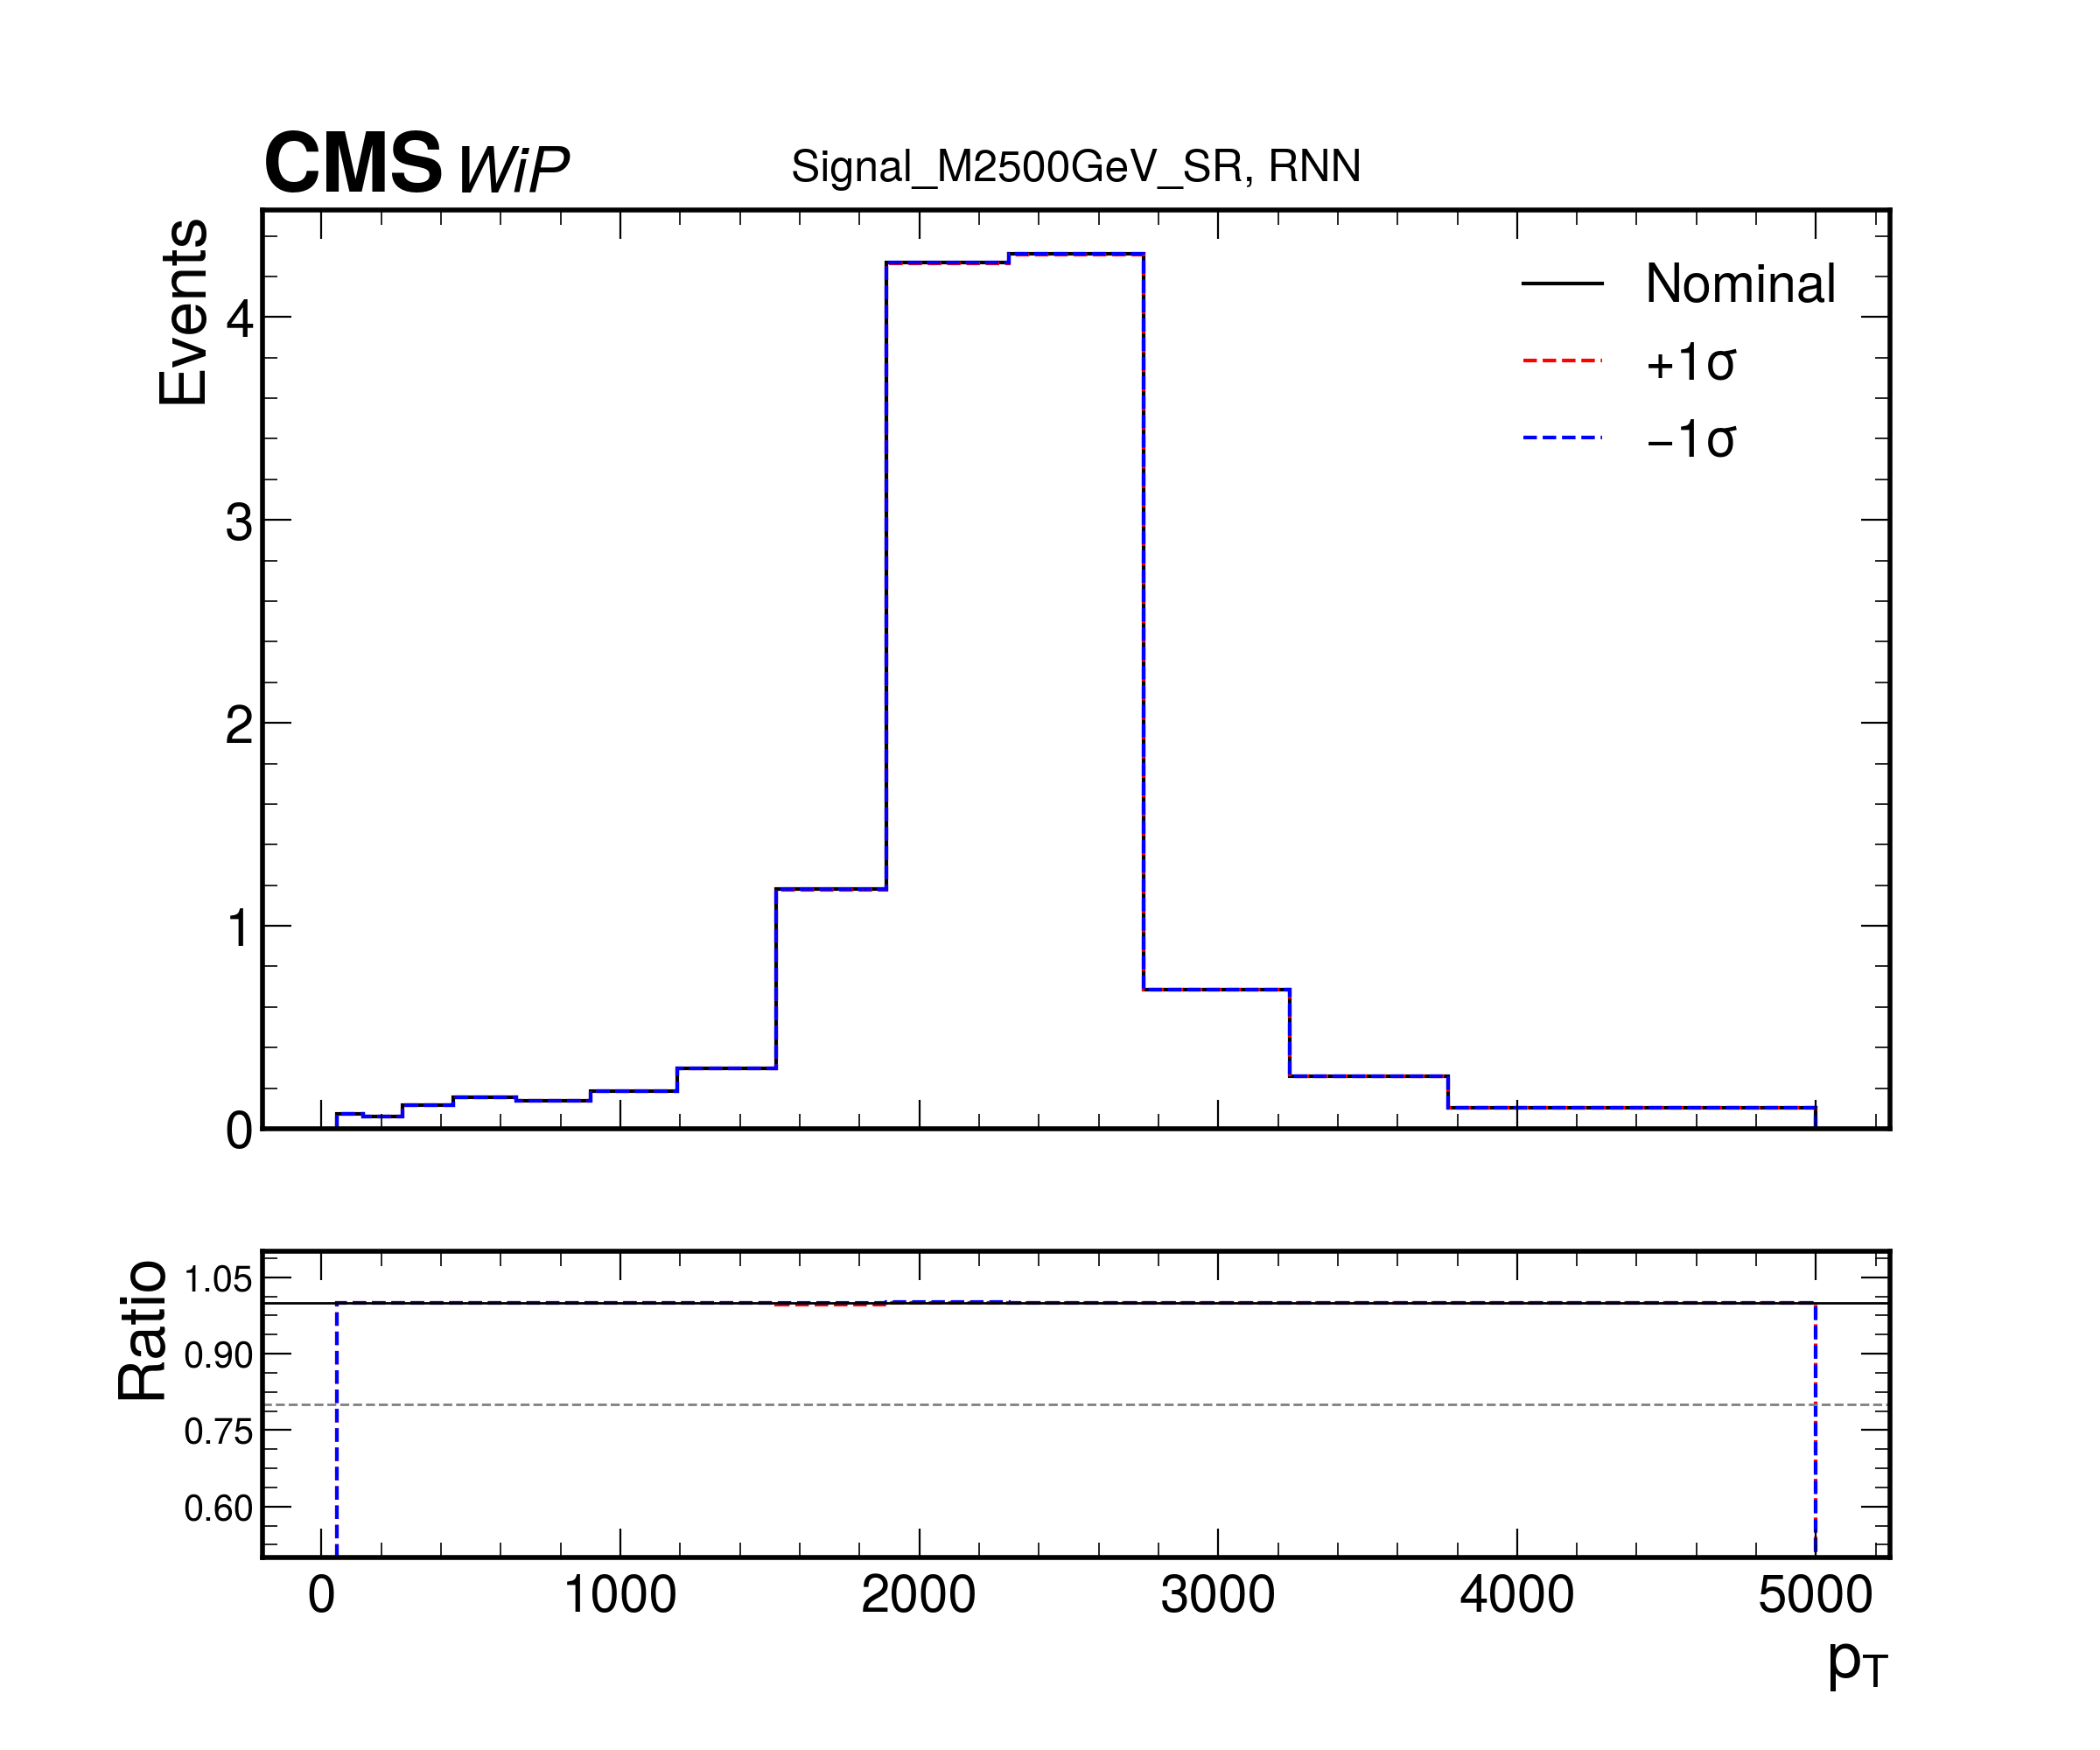 CMS WiP
Signal_M2500GeV_SR, RNN
Events
4
3
2
1
0
Nominal
+1σ
−1σ
Ratio
1.05
0.90
0.75
0.60
0 1000 2000 3000 4000 5000
pT